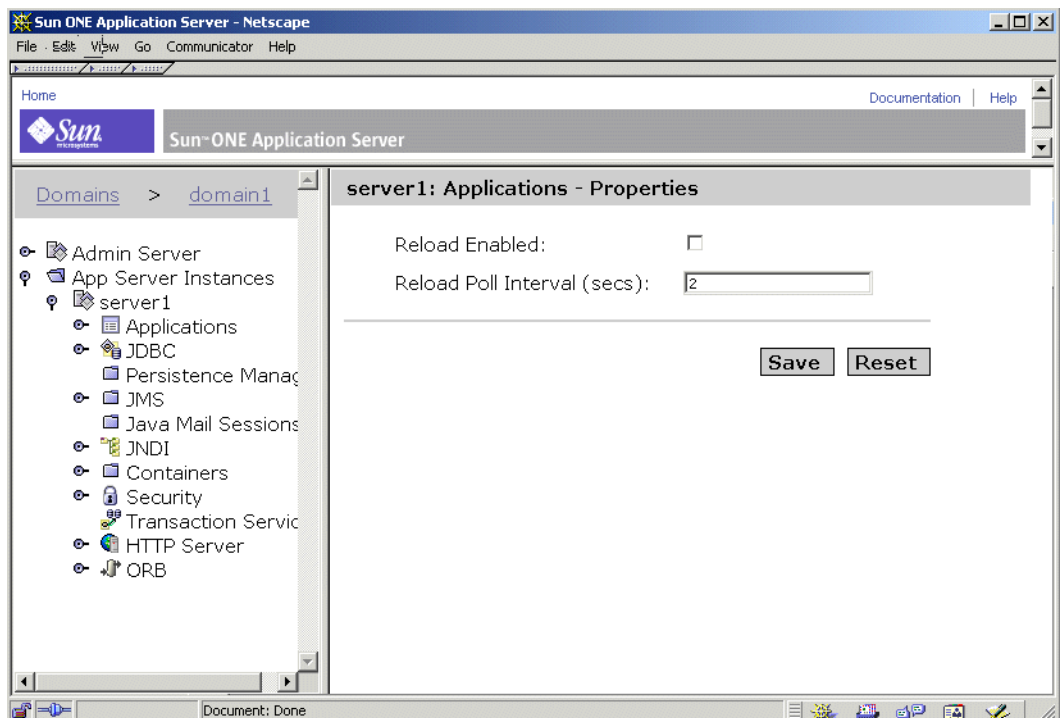 Sun ONE Application Server - Netscape
File Edit View Go Communicator Help
Home
Documentation | Help
Sun
microsystems
Sun™ ONE Application Server
Domains > domain1
Admin Server
App Server Instances
server1
Applications
JDBC
Persistence Manag
JMS
Java Mail Sessions
JNDI
Containers
Security
Transaction Servic
HTTP Server
ORB
server1: Applications - Properties
Reload Enabled:
Reload Poll Interval (secs): 2
Save Reset
Document: Done